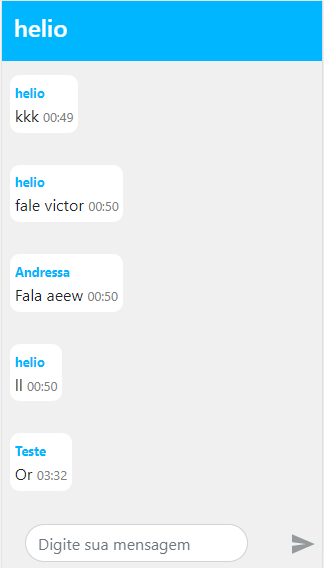 helio
helio
kkk 00:49
helio
fale victor 00:50
Andressa
Fala aeew 00:50
helio
ll 00:50
Teste
Or 03:32
Digite sua mensagem